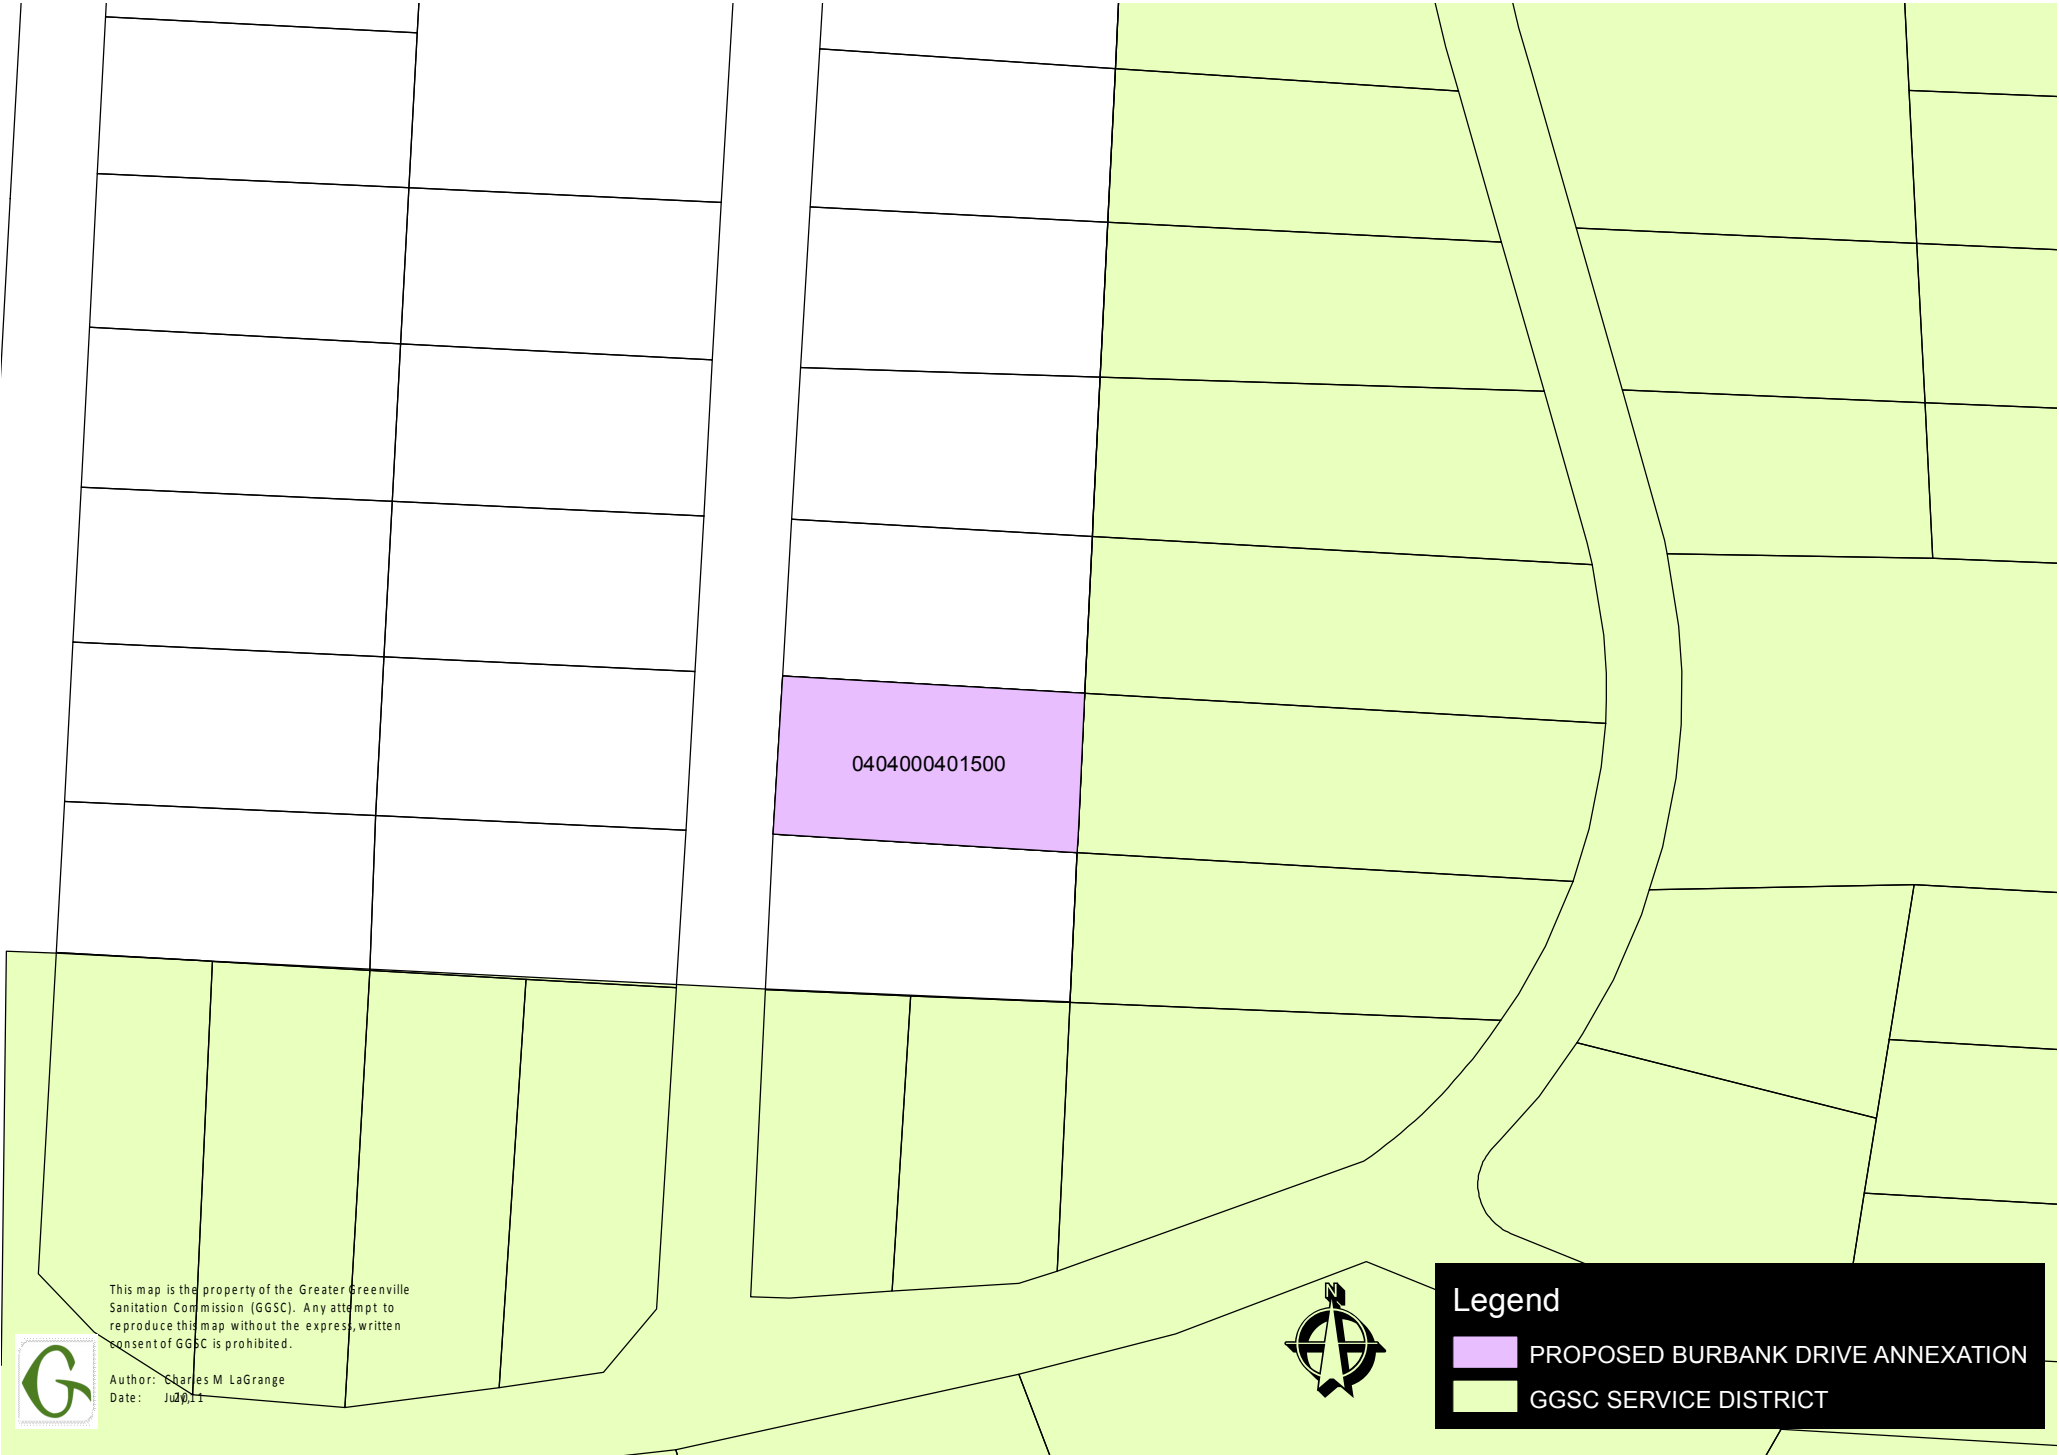 0404000401500
This map is the property of the Greater Greenville
Sanitation Commission (GGSC). Any attempt to
reproduce this map without the express, written
consent of GGSC is prohibited.
Author: Charles M LaGrange
Date: July, 2011
N
Legend
PROPOSED BURBANK DRIVE ANNEXATION
GGSC SERVICE DISTRICT
G